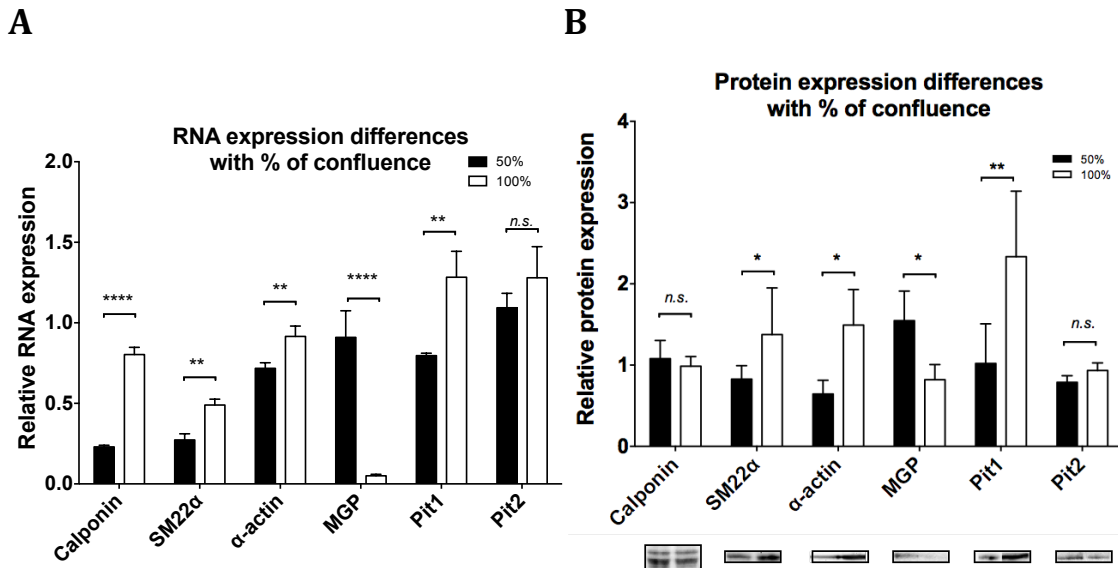 A
RNA expression differences
with % of confluence
50%
100%
Relative RNA expression
2.0
1.5
1.0
0.5
0.0
****
**
**
****
**
n.s.
Calponin
SM22α
α-actin
MGP
Pit1
Pit2
B
Protein expression differences
with % of confluence
50%
100%
Relative protein expression
4
3
2
1
0
n.s.
*
*
*
**
n.s.
Calponin
SM22α
α-actin
MGP
Pit1
Pit2